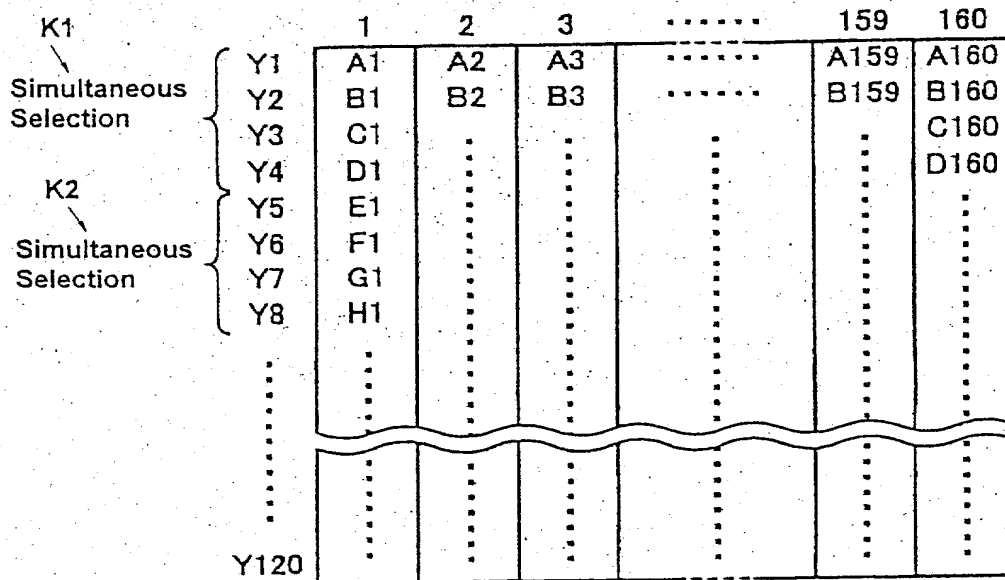 K1
Simultaneous
Selection
K2
Simultaneous
Selection
1 2 3 ...... 159 160
Y1 A1 A2 A3 ...... A159 A160
Y2 B1 B2 B3 ...... B159 B160
Y3 C1 C160
Y4 D1 D160
Y5 E1
Y6 F1
Y7 G1
Y8 H1
Y120